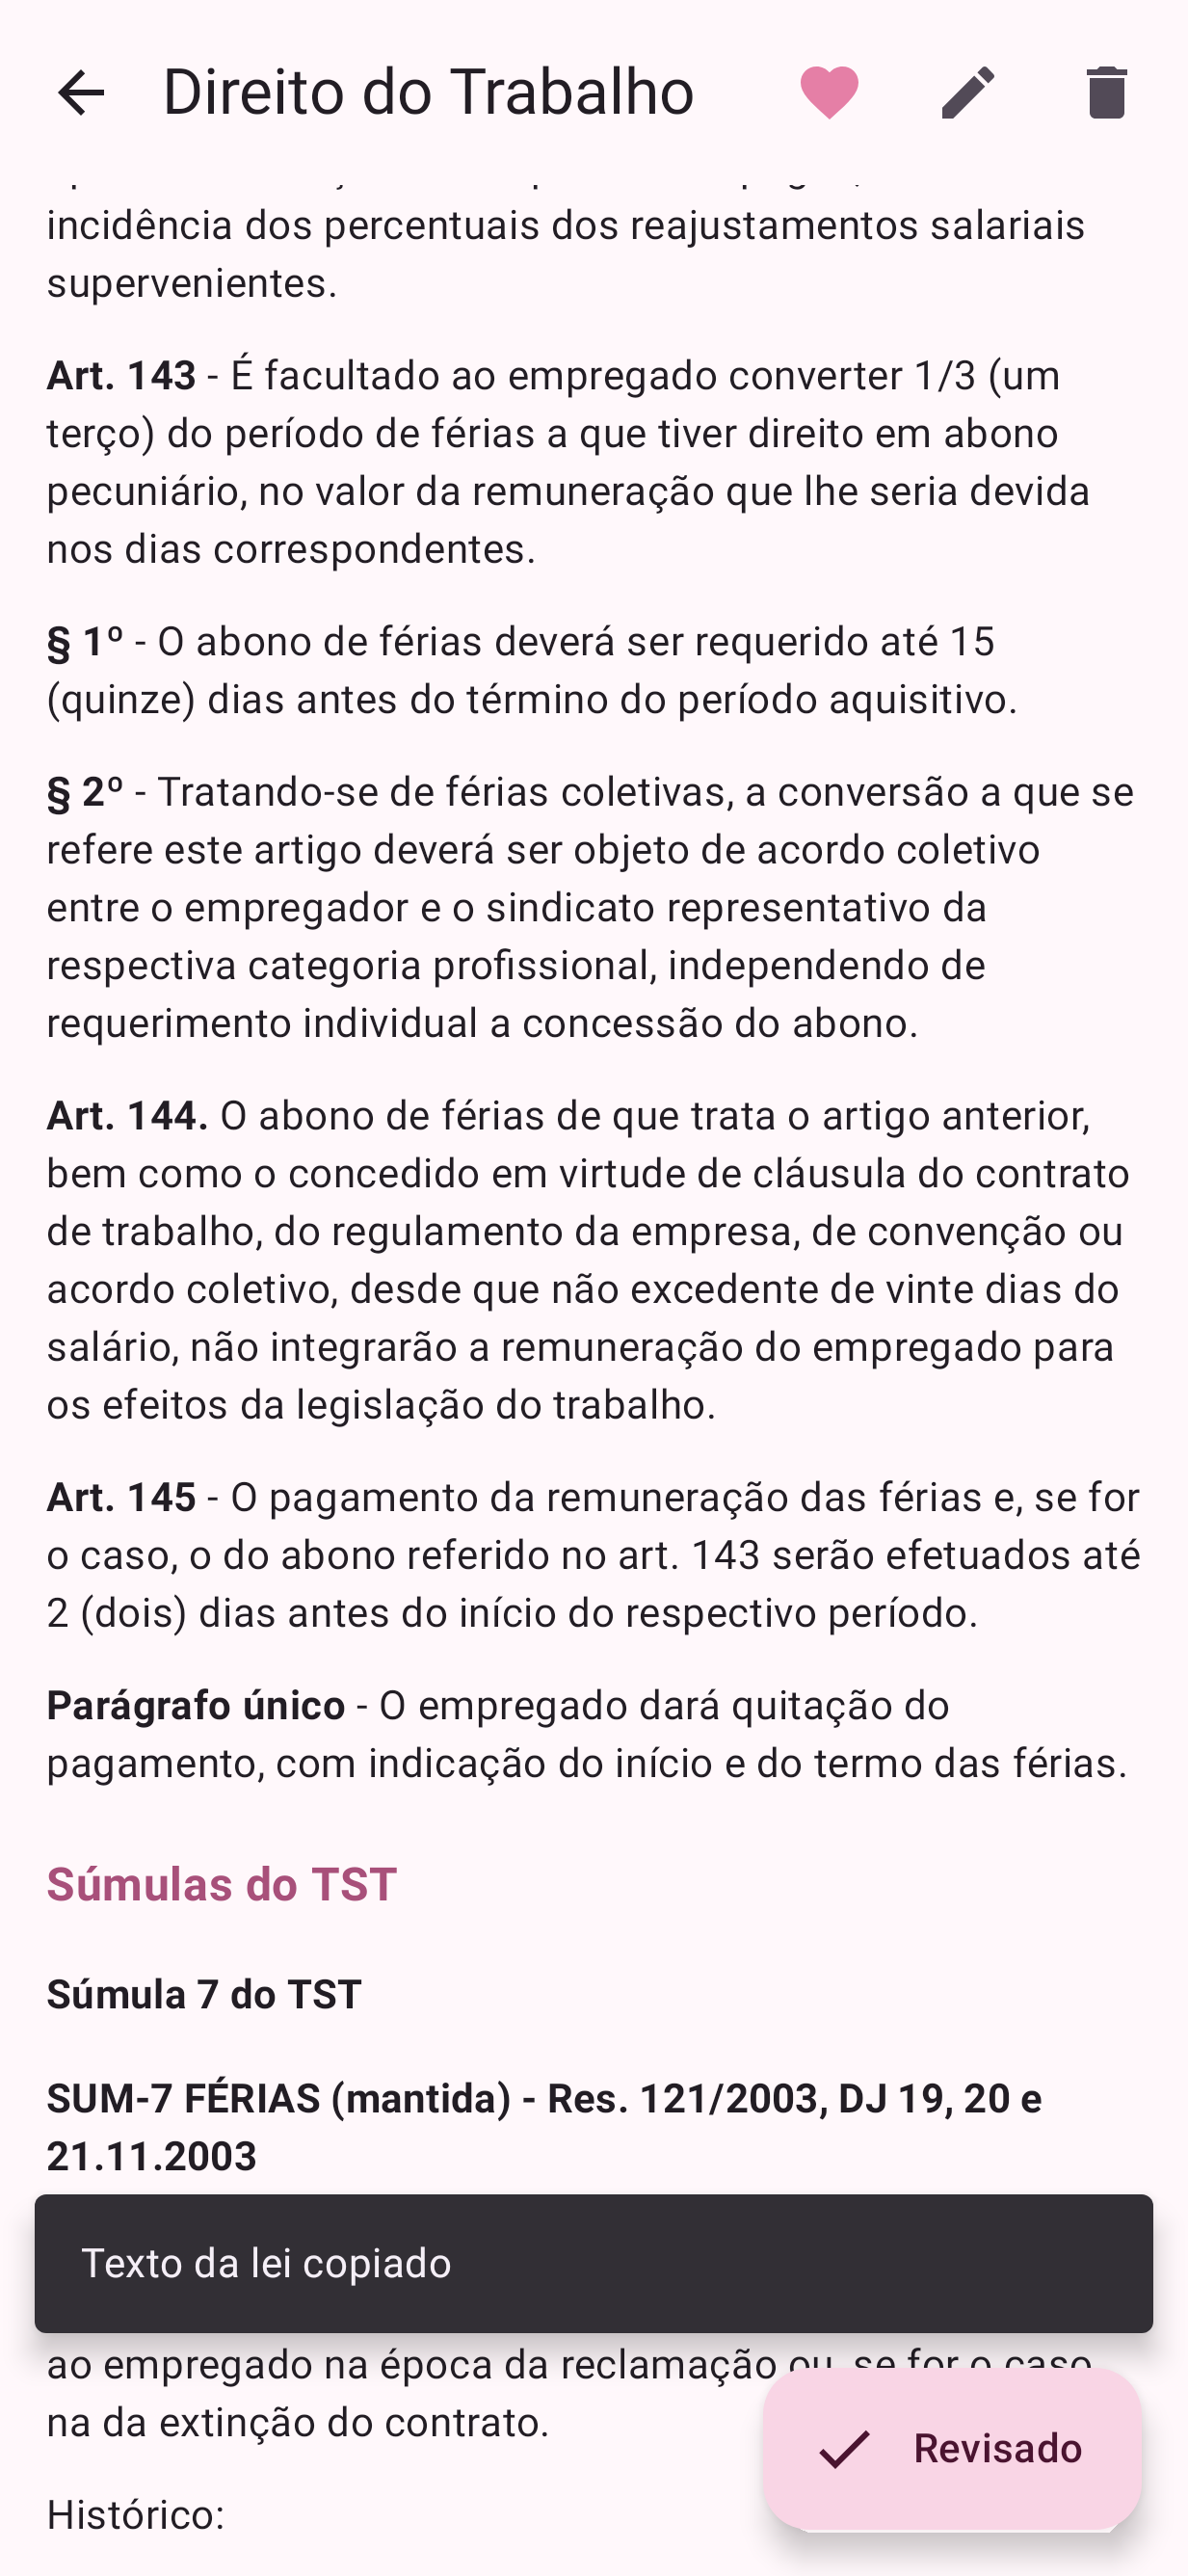 Direito do Trabalho
incidência dos percentuais dos reajustamentos salariais
supervenientes.
Art. 143 - É facultado ao empregado converter 1/3 (um
terço) do período de férias a que tiver direito em abono
pecuniário, no valor da remuneração que lhe seria devida
nos dias correspondentes.
§ 1º - O abono de férias deverá ser requerido até 15
(quinze) dias antes do término do período aquisitivo.
§ 2º - Tratando-se de férias coletivas, a conversão a que se
refere este artigo deverá ser objeto de acordo coletivo
entre o empregador e o sindicato representativo da
respectiva categoria profissional, independendo de
requerimento individual a concessão do abono.
Art. 144. O abono de férias de que trata o artigo anterior,
bem como o concedido em virtude de cláusula do contrato
de trabalho, do regulamento da empresa, de convenção ou
acordo coletivo, desde que não excedente de vinte dias do
salário, não integrarão a remuneração do empregado para
os efeitos da legislação do trabalho.
Art. 145 - O pagamento da remuneração das férias e, se for
o caso, o do abono referido no art. 143 serão efetuados até
2 (dois) dias antes do início do respectivo período.
Parágrafo único - O empregado dará quitação do
pagamento, com indicação do início e do termo das férias.
Súmulas do TST
Súmula 7 do TST
SUM-7 FÉRIAS (mantida) - Res. 121/2003, DJ 19, 20 e
21.11.2003
Texto da lei copiado
ao empregado na época da reclamação ou, se for o caso,
na da extinção do contrato.
Revisado
Histórico: